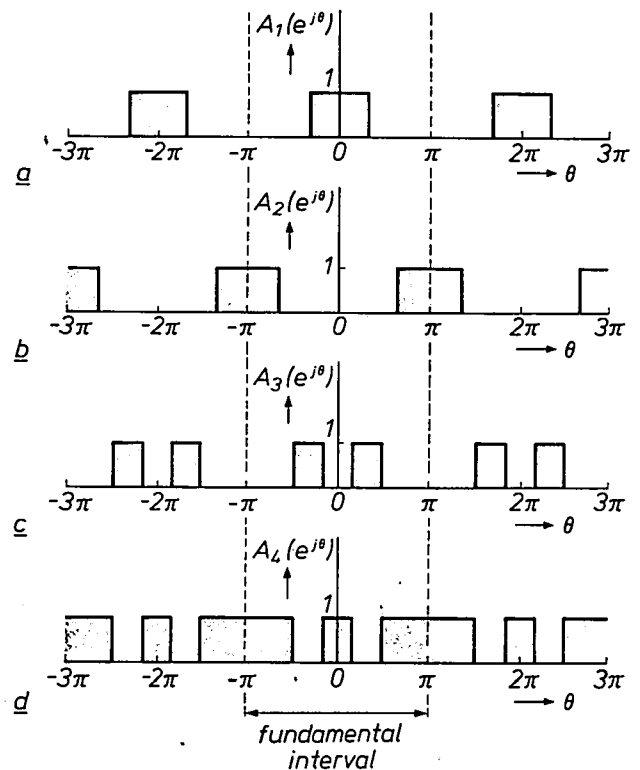 A₁(e^{jθ})
1
-3π -2π -π 0 π 2π 3π
a θ
A₂(e^{jθ})
1
-3π -2π -π 0 π 2π 3π
b θ
A₃(e^{jθ})
1
-3π -2π -π 0 π 2π 3π
c θ
A₄(e^{jθ})
1
-3π -2π -π 0 π 2π 3π
d θ
fundamental
interval